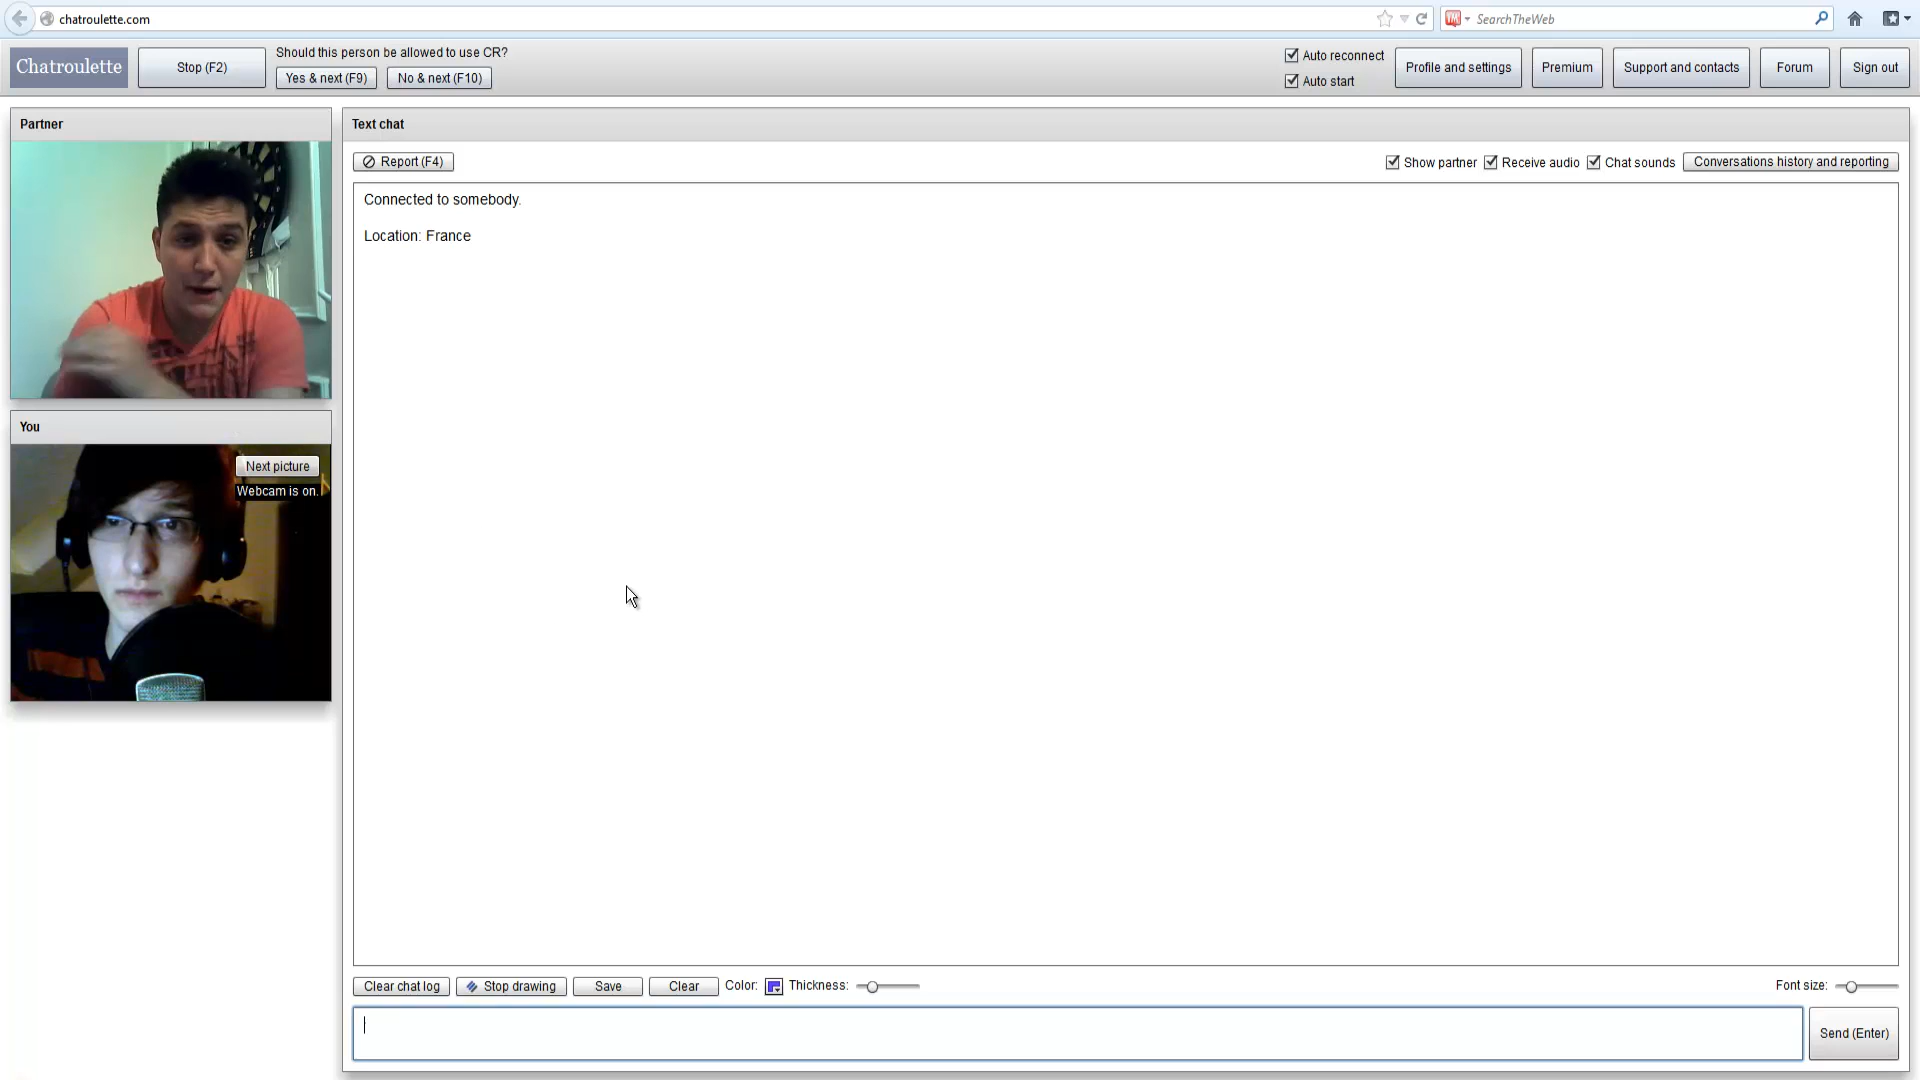 chatroulette.com
SearchTheWeb
Chatroulette
Stop (F2)
Should this person be allowed to use CR?
Yes & next (F9)
No & next (F10)
Auto reconnect
Auto start
Profile and settings
Premium
Support and contacts
Forum
Sign out
Partner
Text chat
Report (F4)
Show partner
Receive audio
Chat sounds
Conversations history and reporting
Connected to somebody.
Location: France
You
Next picture
Webcam is on.
Clear chat log
Stop drawing
Save
Clear
Color:
Thickness:
Font size:
Send (Enter)